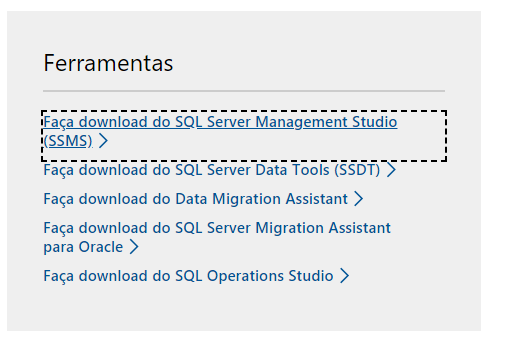 Ferramentas
Faça download do SQL Server Management Studio
(SSMS)
Faça download do SQL Server Data Tools (SSDT)
Faça download do Data Migration Assistant
Faça download do SQL Server Migration Assistant
para Oracle
Faça download do SQL Operations Studio